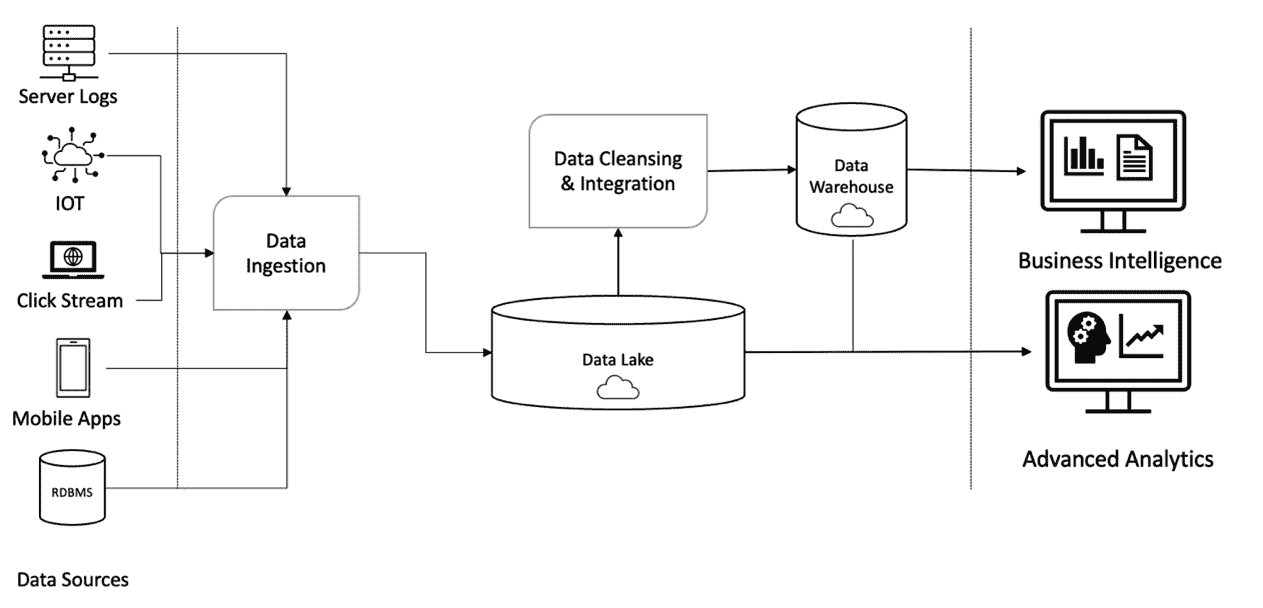 Server Logs
IOT
Click Stream
Mobile Apps
RDBMS
Data Sources
Data
Ingestion
Data Cleansing
& Integration
Data Lake
Data
Warehouse
Business Intelligence
Advanced Analytics